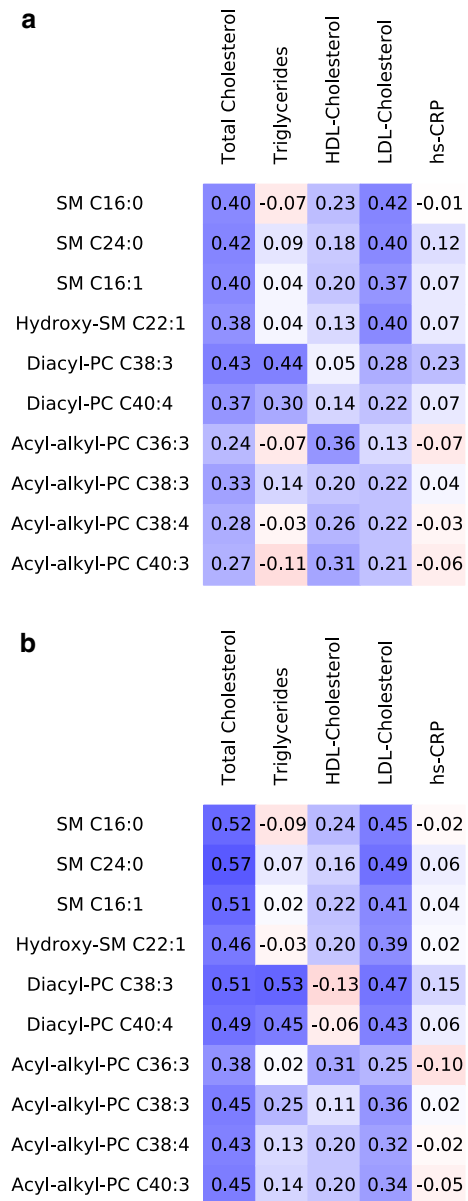 a
Total Cholesterol Triglycerides HDL-Cholesterol LDL-Cholesterol hs-CRP
SM C16:0 0.40 -0.07 0.23 0.42 -0.01
SM C24:0 0.42 0.09 0.18 0.40 0.12
SM C16:1 0.40 0.04 0.20 0.37 0.07
Hydroxy-SM C22:1 0.38 0.04 0.13 0.40 0.07
Diacyl-PC C38:3 0.43 0.44 0.05 0.28 0.23
Diacyl-PC C40:4 0.37 0.30 0.14 0.22 0.07
Acyl-alkyl-PC C36:3 0.24 -0.07 0.36 0.13 -0.07
Acyl-alkyl-PC C38:3 0.33 0.14 0.20 0.22 0.04
Acyl-alkyl-PC C38:4 0.28 -0.03 0.26 0.22 -0.03
Acyl-alkyl-PC C40:3 0.27 -0.11 0.31 0.21 -0.06
b
Total Cholesterol Triglycerides HDL-Cholesterol LDL-Cholesterol hs-CRP
SM C16:0 0.52 -0.09 0.24 0.45 -0.02
SM C24:0 0.57 0.07 0.16 0.49 0.06
SM C16:1 0.51 0.02 0.22 0.41 0.04
Hydroxy-SM C22:1 0.46 -0.03 0.20 0.39 0.02
Diacyl-PC C38:3 0.51 0.53 -0.13 0.47 0.15
Diacyl-PC C40:4 0.49 0.45 -0.06 0.43 0.06
Acyl-alkyl-PC C36:3 0.38 0.02 0.31 0.25 -0.10
Acyl-alkyl-PC C38:3 0.45 0.25 0.11 0.36 0.02
Acyl-alkyl-PC C38:4 0.43 0.13 0.20 0.32 -0.02
Acyl-alkyl-PC C40:3 0.45 0.14 0.20 0.34 -0.05